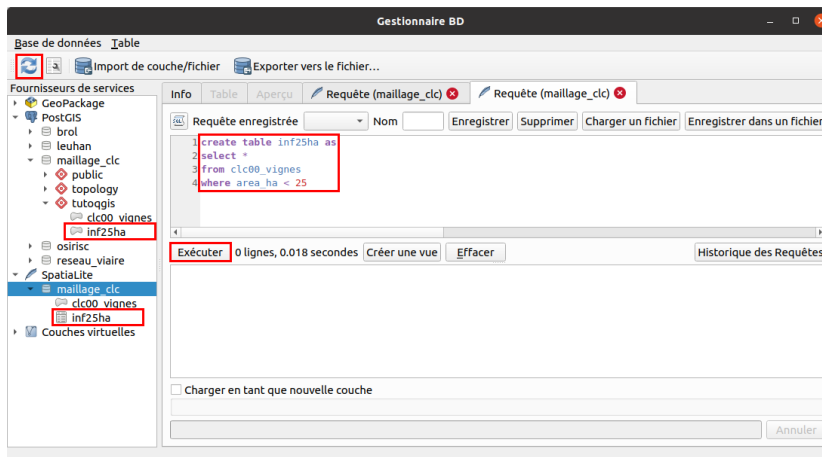 Gestionnaire BD
Base de données Table
Import de couche/fichier Exporter vers le fichier...
Fournisseurs de services
GeoPackage
PostGIS
brol
leuhan
maillage_clc
public
topology
tutoqgis
clc00_vignes
inf25ha
osirisc
reseau_viaire
SpatiaLite
maillage_clc
clc00_vignes
inf25ha
Couches virtuelles
Info Table Aperçu Requête (maillage_clc) Requête (maillage_clc)
Requête enregistrée Nom Enregistrer Supprimer Charger un fichier Enregistrer dans un fichier
1 create table inf25ha as
2 select *
3 from clc00_vignes
4 where area_ha < 25
Exécuter 0 lignes, 0.018 secondes Créer une vue Effacer Historique des Requêtes
Charger en tant que nouvelle couche
Annuler